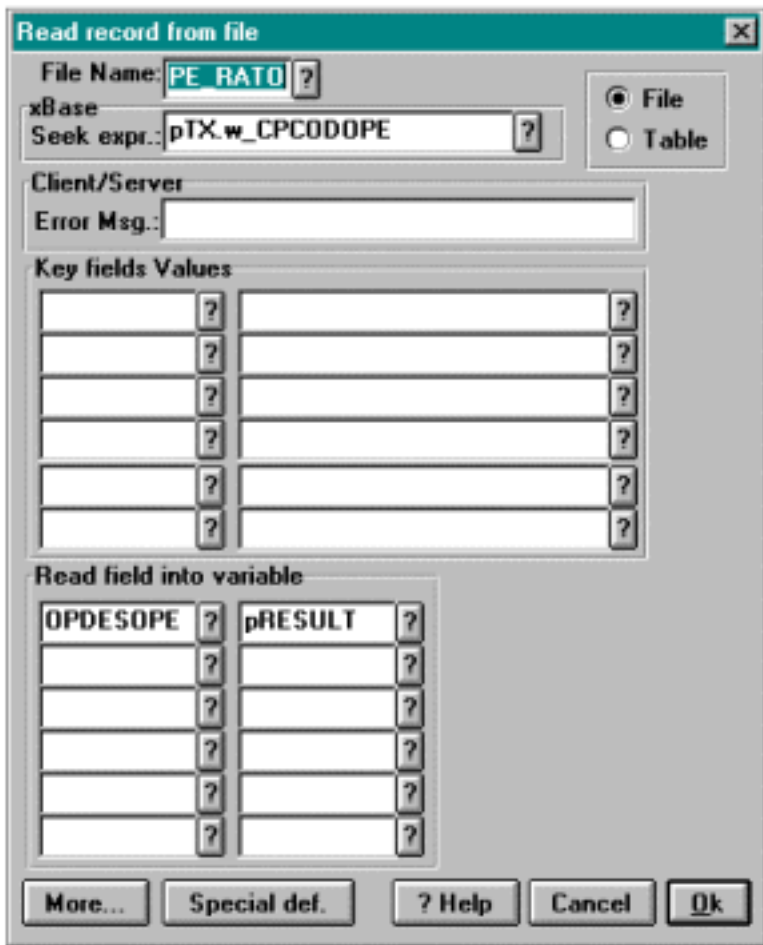 Read record from file
File Name: PE_RATO ?
File
Table
xBase
Seek expr.: pTX.w_CPCODOPE ?
Client/Server
Error Msg.:
Key fields Values
? ?
? ?
? ?
? ?
? ?
? ?
Read field into variable
OPDESOPE ? pRESULT ?
? ?
? ?
? ?
? ?
? ?
More... Special def. ? Help Cancel Ok